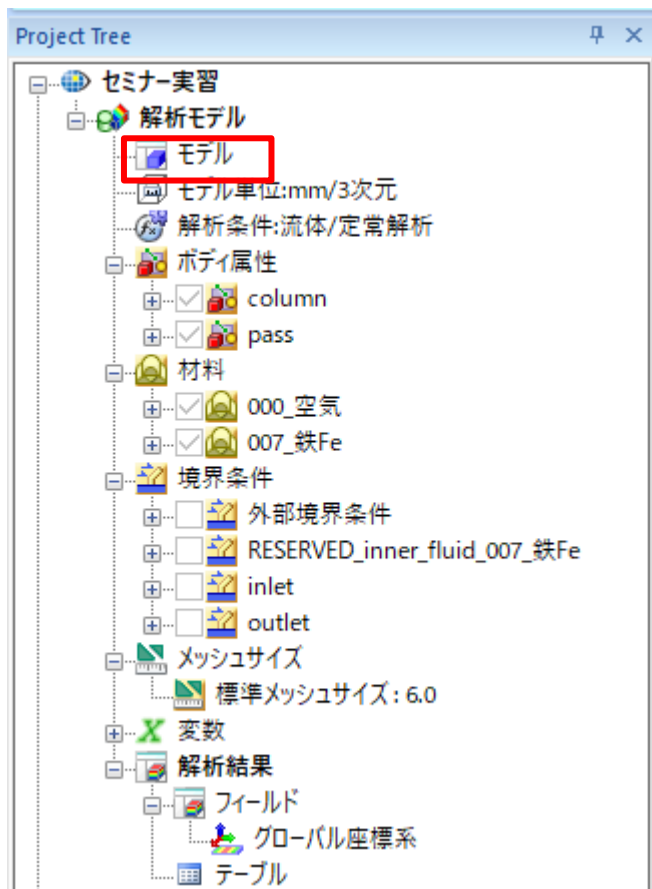 Project Tree
セミナー実習
解析モデル
モデル
モデル単位:mm/3次元
解析条件:流体/定常解析
ボディ属性
column
pass
材料
000_空気
007_鉄Fe
境界条件
外部境界条件
RESERVED_inner_fluid_007_鉄Fe
inlet
outlet
メッシュサイズ
標準メッシュサイズ : 6.0
変数
解析結果
フィールド
グローバル座標系
テーブル